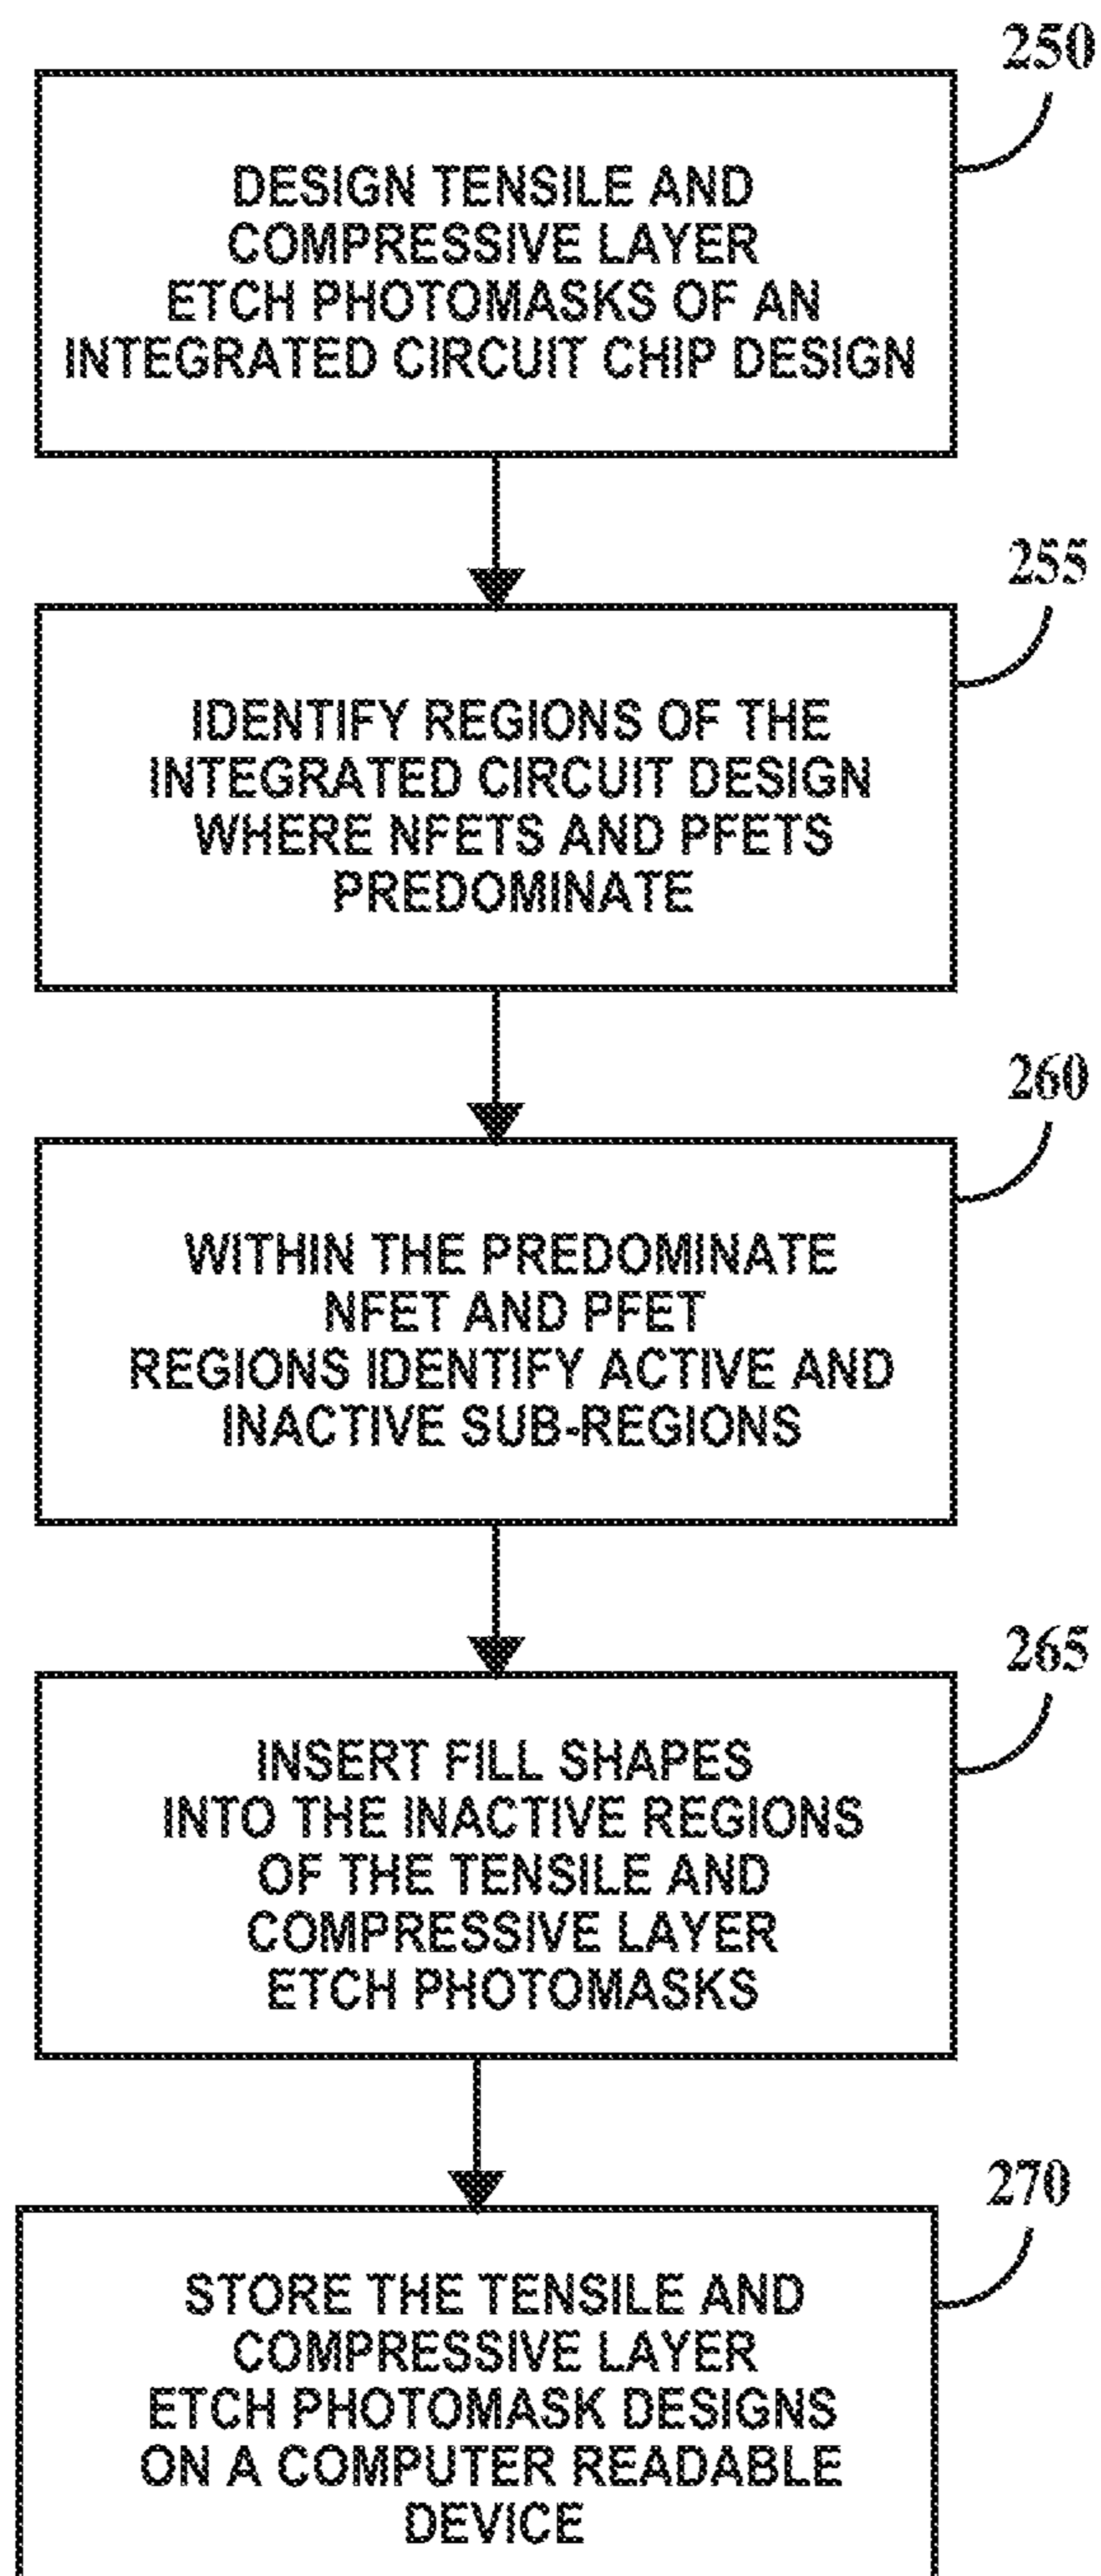 250
DESIGN TENSILE AND
COMPRESSIVE LAYER
ETCH PHOTOMASKS OF AN
INTEGRATED CIRCUIT CHIP DESIGN
255
IDENTIFY REGIONS OF THE
INTEGRATED CIRCUIT DESIGN
WHERE NFETS AND PFETS
PREDOMINATE
260
WITHIN THE PREDOMINATE
NFET AND PFET
REGIONS IDENTIFY ACTIVE AND
INACTIVE SUB-REGIONS
265
INSERT FILL SHAPES
INTO THE INACTIVE REGIONS
OF THE TENSILE AND
COMPRESSIVE LAYER
ETCH PHOTOMASKS
270
STORE THE TENSILE AND
COMPRESSIVE LAYER
ETCH PHOTOMASK DESIGNS
ON A COMPUTER READABLE
DEVICE